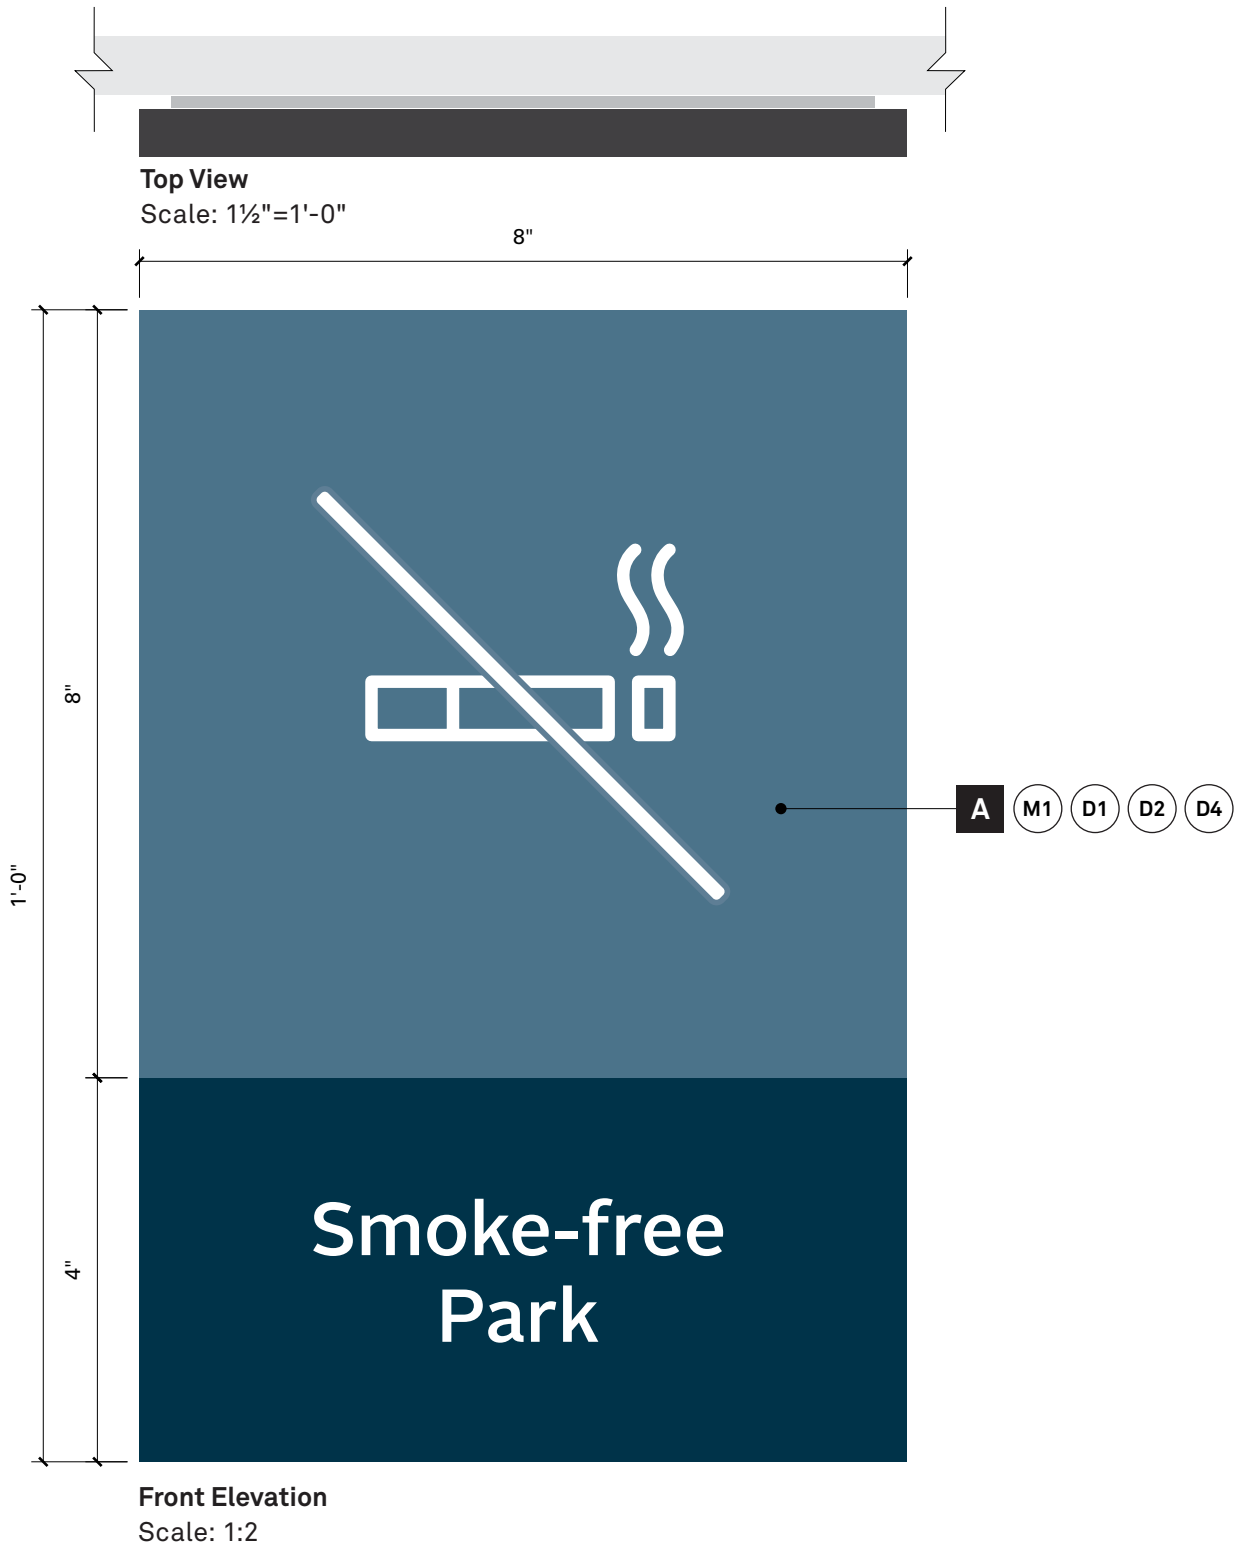 Top View
Scale: 1½"=1'-0"
8"
8"
A M1 D1 D2 D4
1'-0"
Smoke-free
Park
4"
Front Elevation
Scale: 1:2